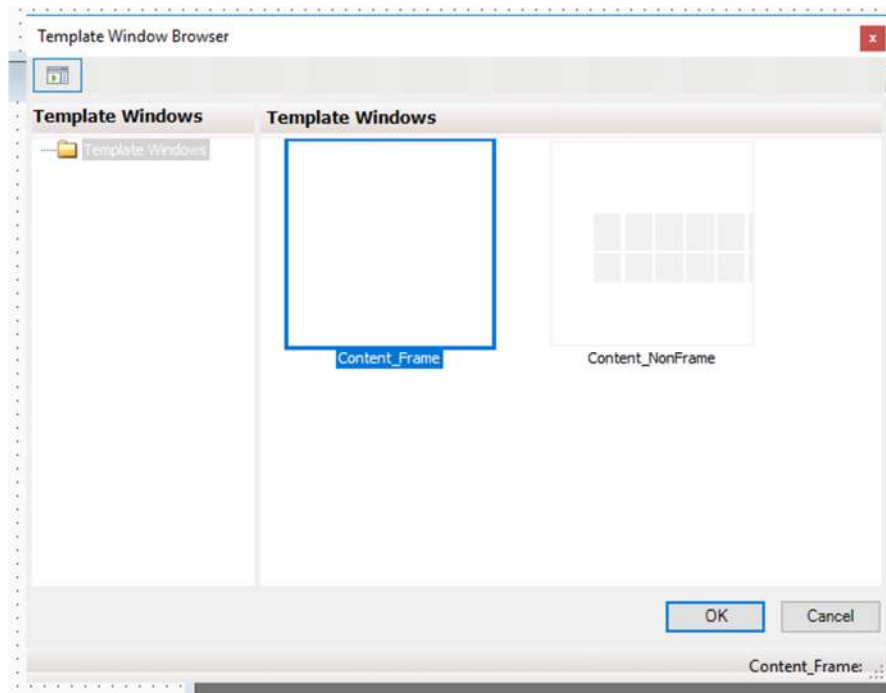 Template Window Browser
x
Template Windows
Template Windows
Template Windows
Content_Frame
Content_NonFrame
OK
Cancel
Content_Frame: